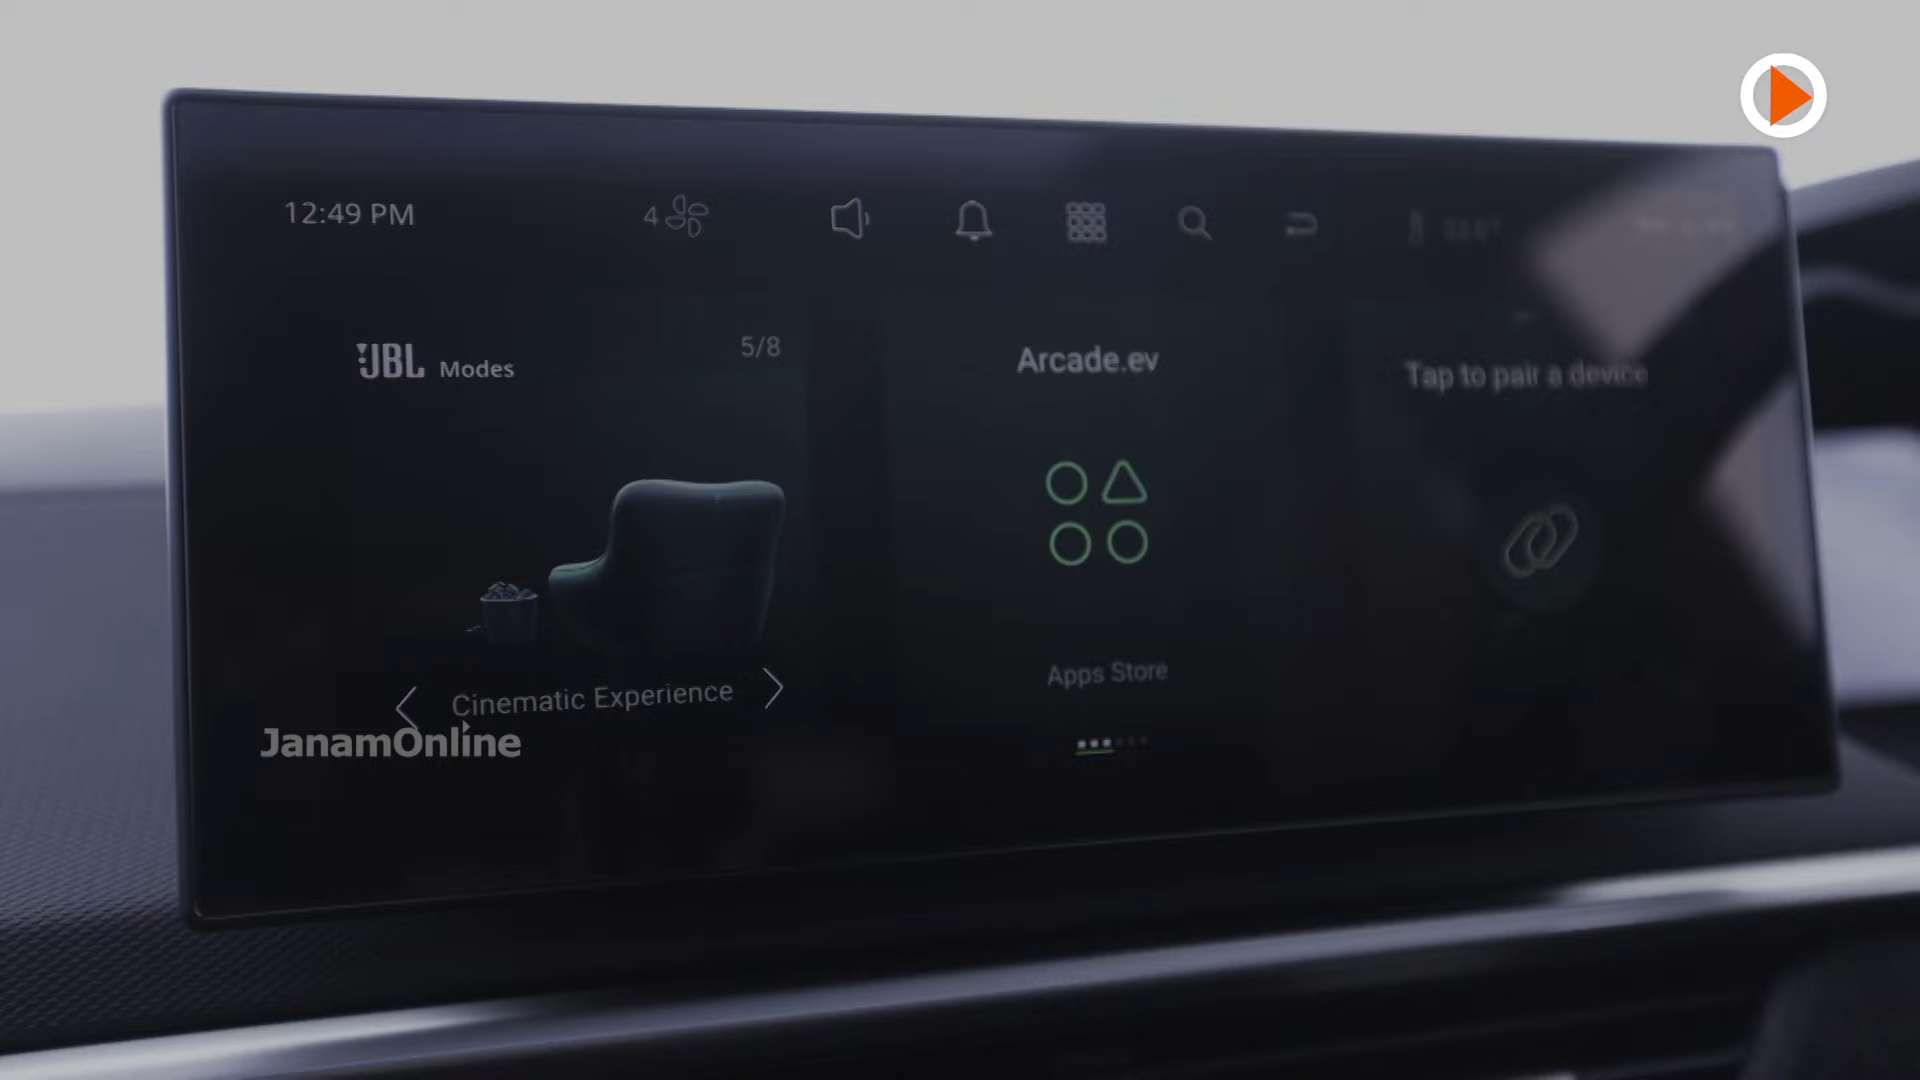 12:49 PM
4
JBL Modes
5/8
Arcade.ev
Tap to pair a device
Cinematic Experience
Apps Store
JanamOnline